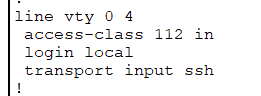 !
line vty 0 4
 access-class 112 in
 login local
 transport input ssh
!